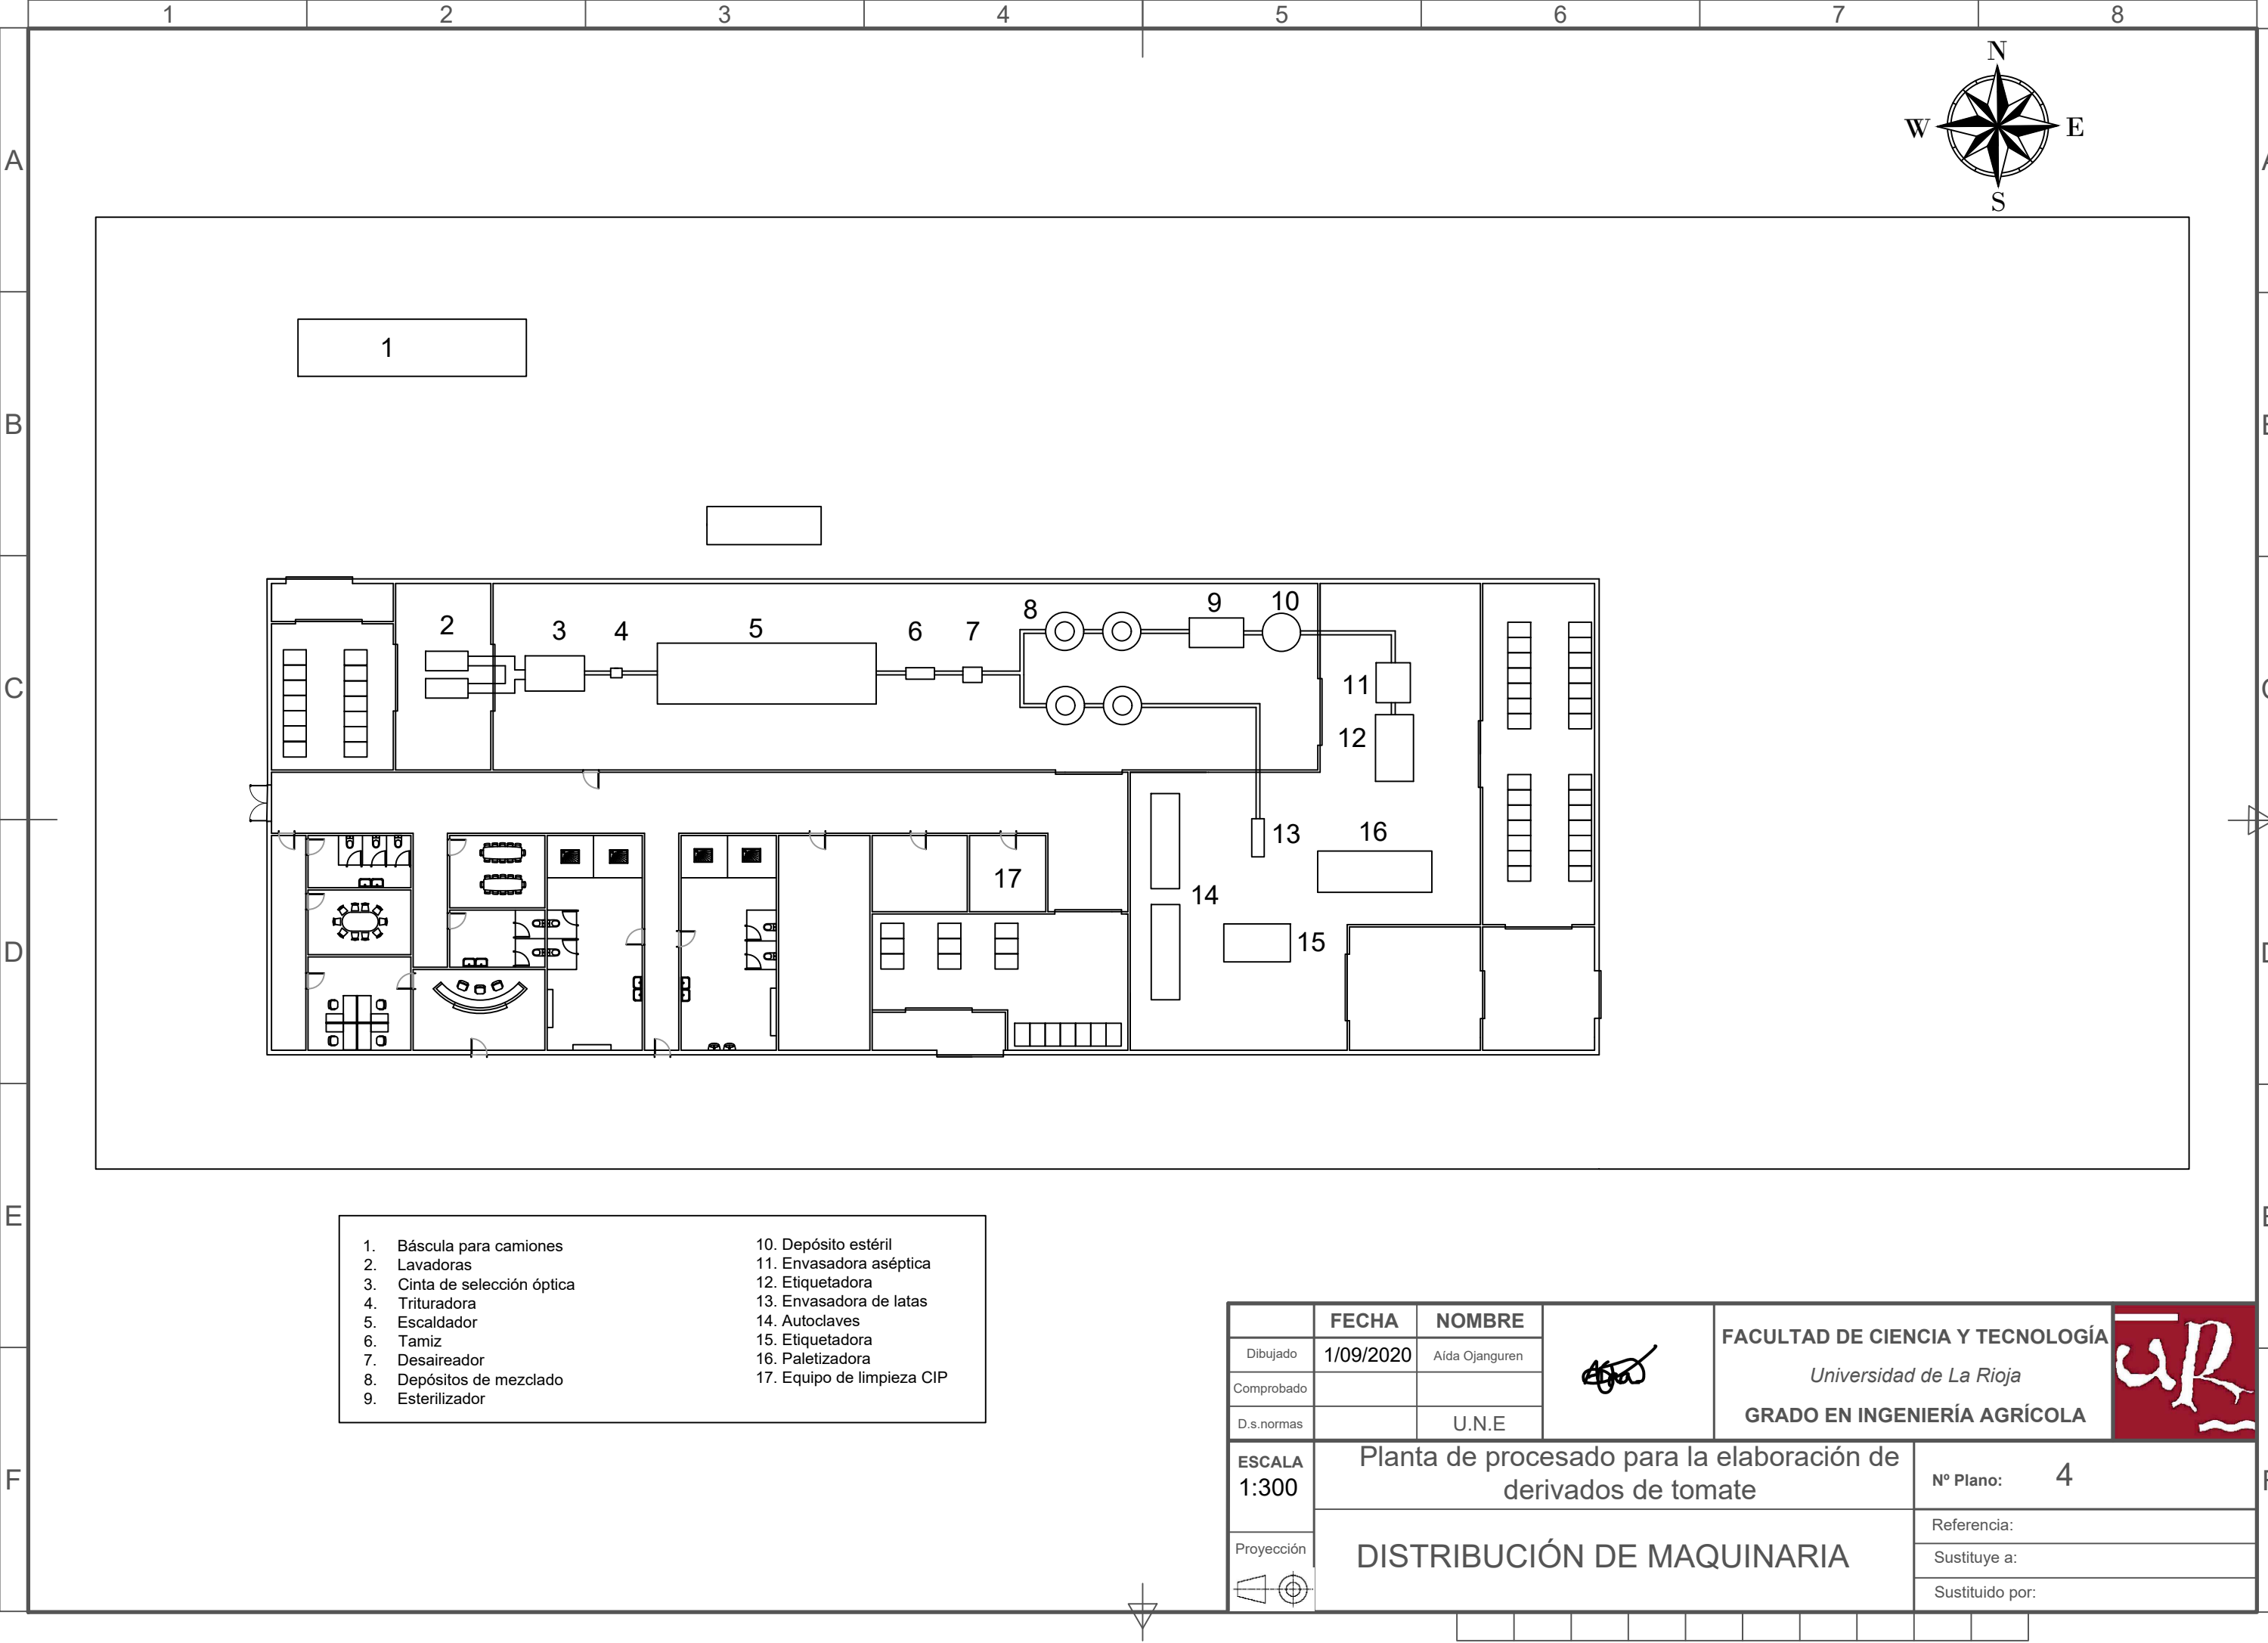 1 2 3 4 5 6 7 8
N
W E
S
A A
B B
C C
D D
E E
F F
1
2
3
4
5
6
7
8
9
10
11
12
13
14
15
16
17
1. Báscula para camiones
2. Lavadoras
3. Cinta de selección óptica
4. Trituradora
5. Escaldador
6. Tamiz
7. Desaireador
8. Depósitos de mezclado
9. Esterilizador
10. Depósito estéril
11. Envasadora aséptica
12. Etiquetadora
13. Envasadora de latas
14. Autoclaves
15. Etiquetadora
16. Paletizadora
17. Equipo de limpieza CIP
FECHA NOMBRE
Dibujado 1/09/2020 Aída Ojanguren
Comprobado
D.s.normas U.N.E
FACULTAD DE CIENCIA Y TECNOLOGÍA
Universidad de La Rioja
GRADO EN INGENIERÍA AGRÍCOLA
UR
ESCALA
1:300
Planta de procesado para la elaboración de
derivados de tomate
Nº Plano: 4
Proyección
DISTRIBUCIÓN DE MAQUINARIA
Referencia:
Sustituye a:
Sustituido por: